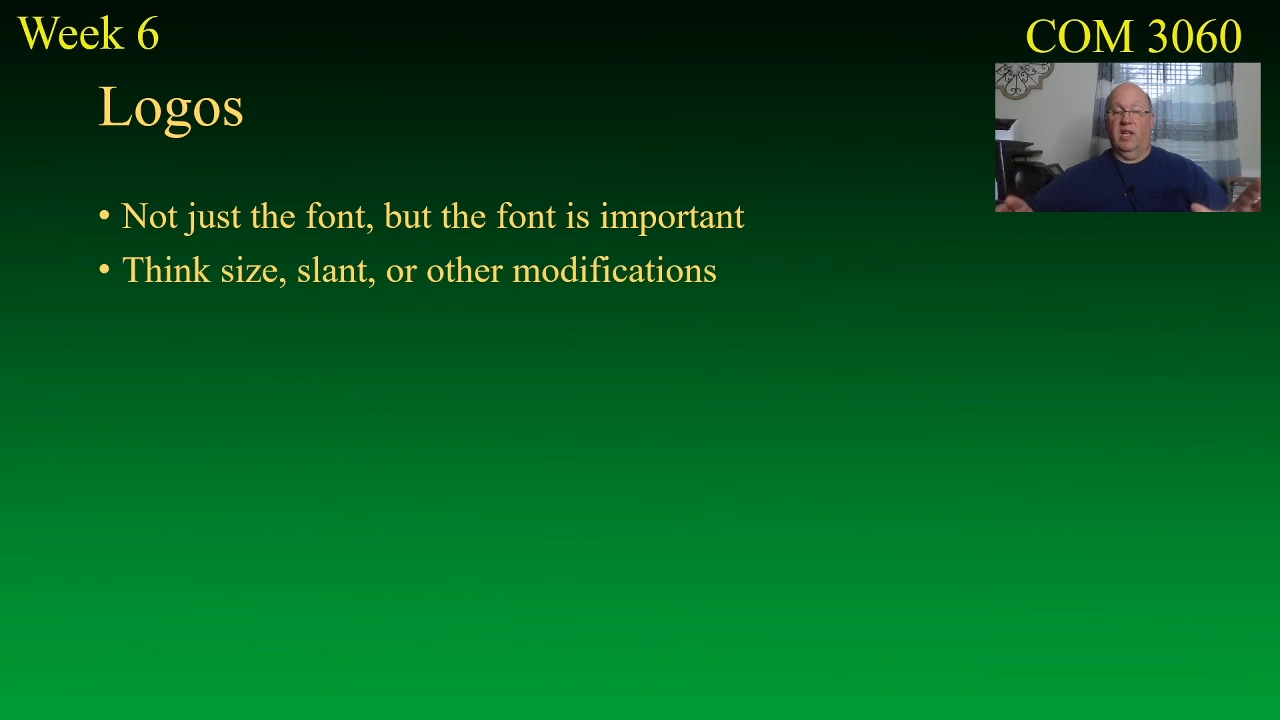 Week 6
COM 3060
Logos
• Not just the font, but the font is important
• Think size, slant, or other modifications